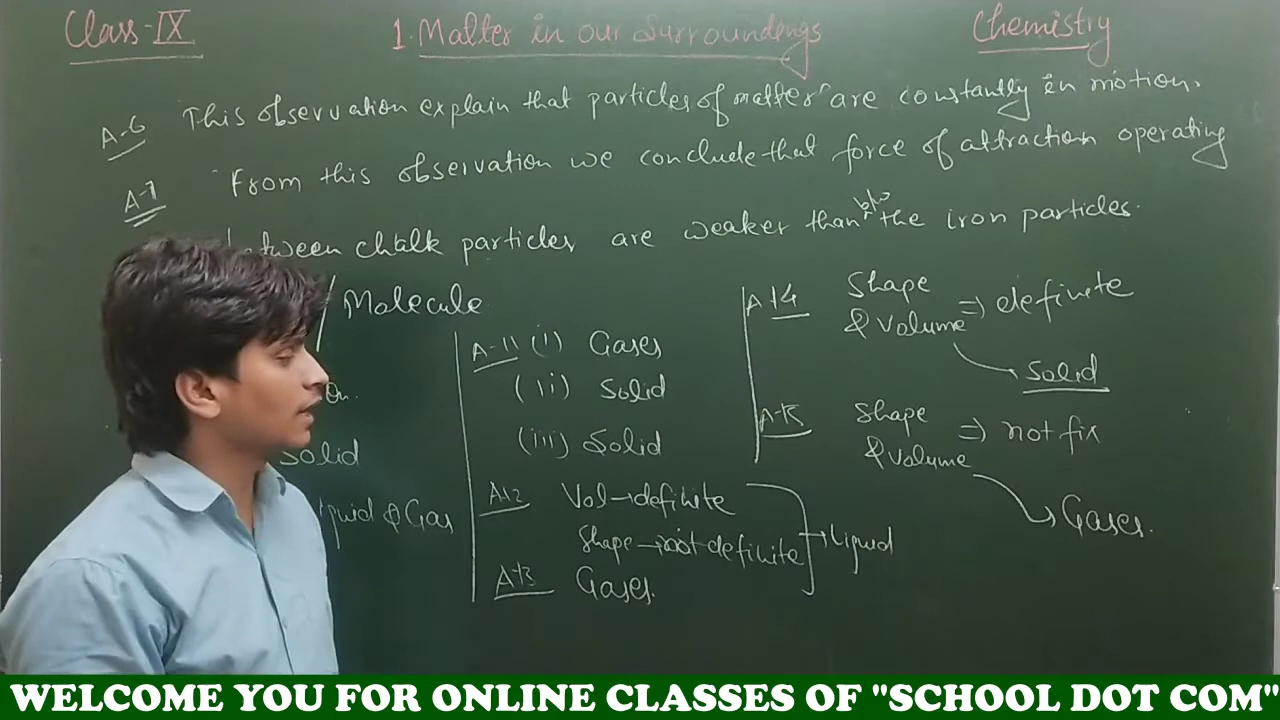 Class-IX
1. Matter in our Surroundings
Chemistry
A-6 This observation explain that particles of matter are constantly in motion.
A-7 From this observation we conclude that force of attraction operating
between chalk particles are weaker than b/w the iron particles.
/ Molecule
on.
Solid
Liquid & Gas
A-11 (i) Gases
(ii) Solid
(iii) Solid
A-12 Vol → definite
Shape → not definite → Liquid
A-13 Gases.
A-14 Shape
& Volume ⇒ definite
Solid
A-15 Shape
& Volume ⇒ not fix
Gases.
WELCOME YOU FOR ONLINE CLASSES OF "SCHOOL DOT COM"